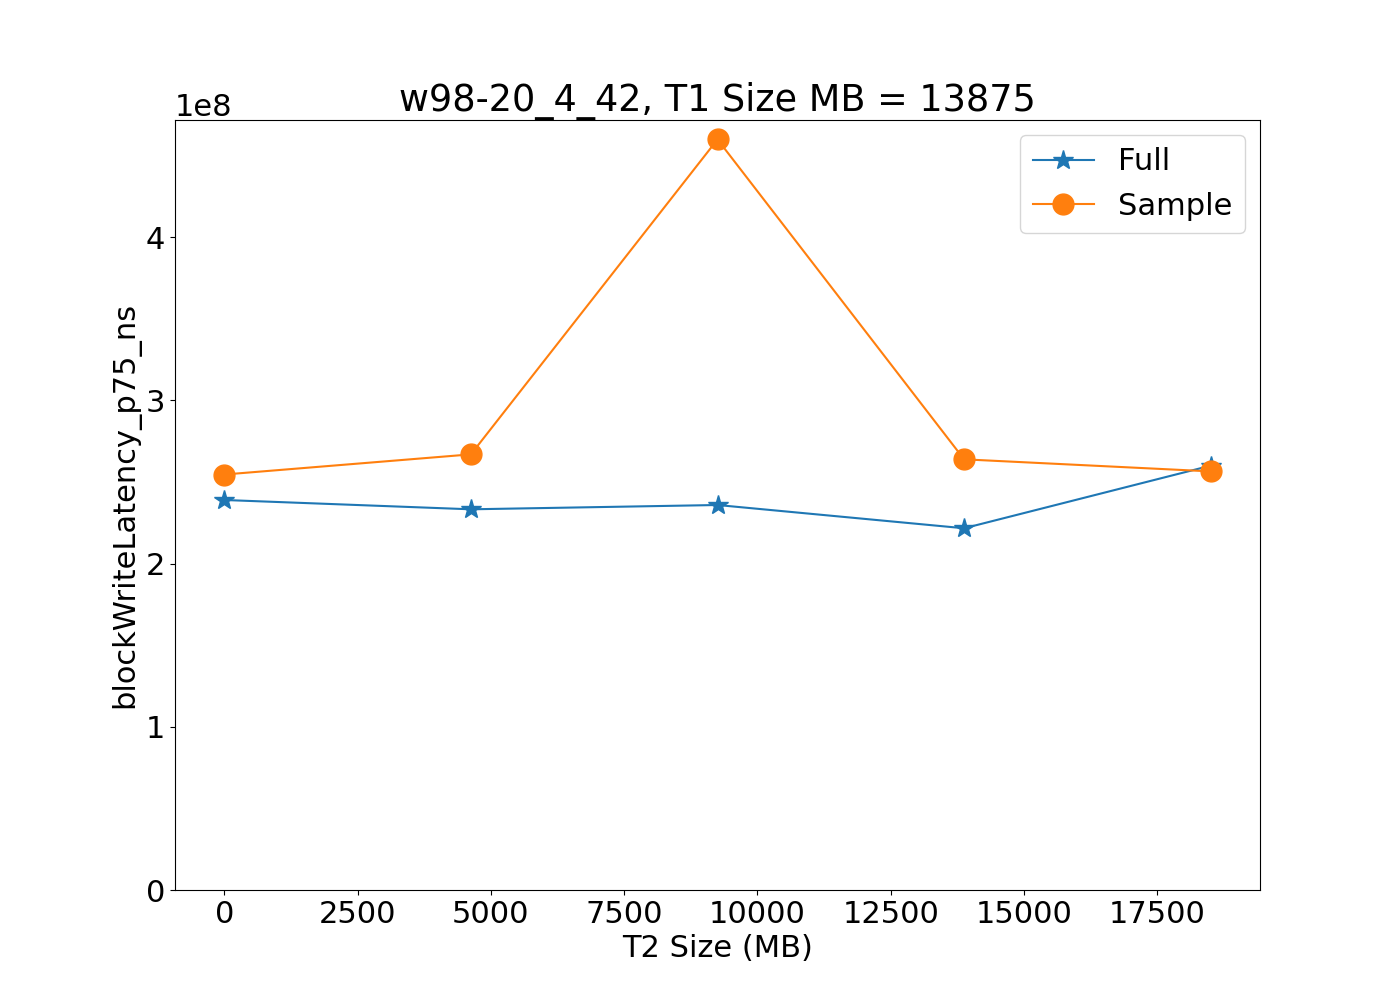 w98-20_4_42, T1 Size MB = 13875
1e8
Full
Sample
blockWriteLatency_p75_ns
4
3
2
1
0
0 2500 5000 7500 10000 12500 15000 17500
T2 Size (MB)